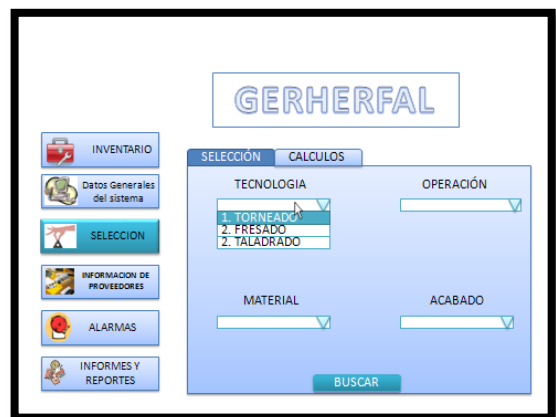 GERHERFAL
INVENTARIO
Datos Generales
del sistema
SELECCION
INFORMACION DE
PROVEEDORES
ALARMAS
INFORMES Y
REPORTES
SELECCIÓN
CALCULOS
TECNOLOGIA
OPERACIÓN
1. TORNEADO
2. FRESADO
2. TALADRADO
MATERIAL
ACABADO
BUSCAR